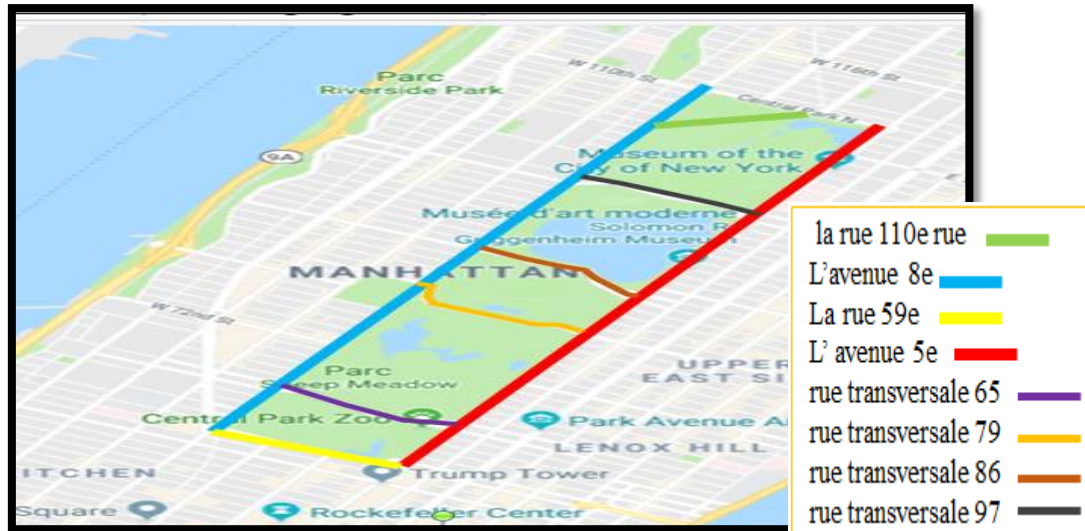 Parc
Riverside Park
W 110th St
W 116th St
Central Park N
9A
Museum of the
City of New York
Musée d'art moderne
Solomon R.
Guggenheim Museum
MANHATTAN
W 72nd St
Parc
Sheep Meadow
UPPER
EAST SI
Central Park Zoo
Park Avenue A
LENOX HILL
ITCHEN
Trump Tower
Square
Rockefeller Center
la rue 110e rue
L'avenue 8e
La rue 59e
L' avenue 5e
rue transversale 65
rue transversale 79
rue transversale 86
rue transversale 97